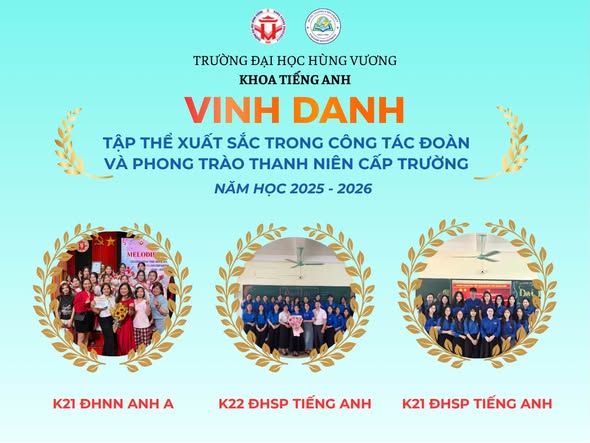 TRƯỜNG ĐẠI HỌC HÙNG VƯƠNG
KHOA TIẾNG ANH
VINH DANH
TẬP THỂ XUẤT SẮC TRONG CÔNG TÁC ĐOÀN
VÀ PHONG TRÀO THANH NIÊN CẤP TRƯỜNG
NĂM HỌC 2025 - 2026
K21 ĐHNN ANH A
K22 ĐHSP TIẾNG ANH
K21 ĐHSP TIẾNG ANH